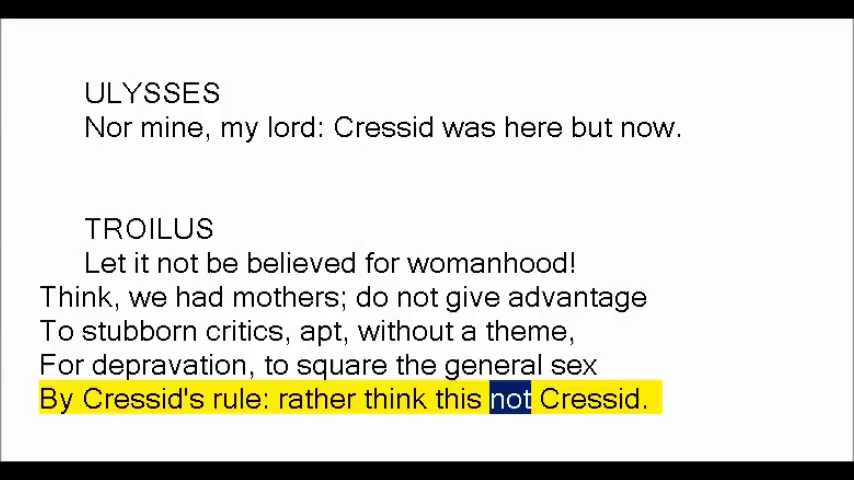 ULYSSES
Nor mine, my lord: Cressid was here but now.
TROILUS
Let it not be believed for womanhood!
Think, we had mothers; do not give advantage
To stubborn critics, apt, without a theme,
For depravation, to square the general sex
By Cressid's rule: rather think this not Cressid.